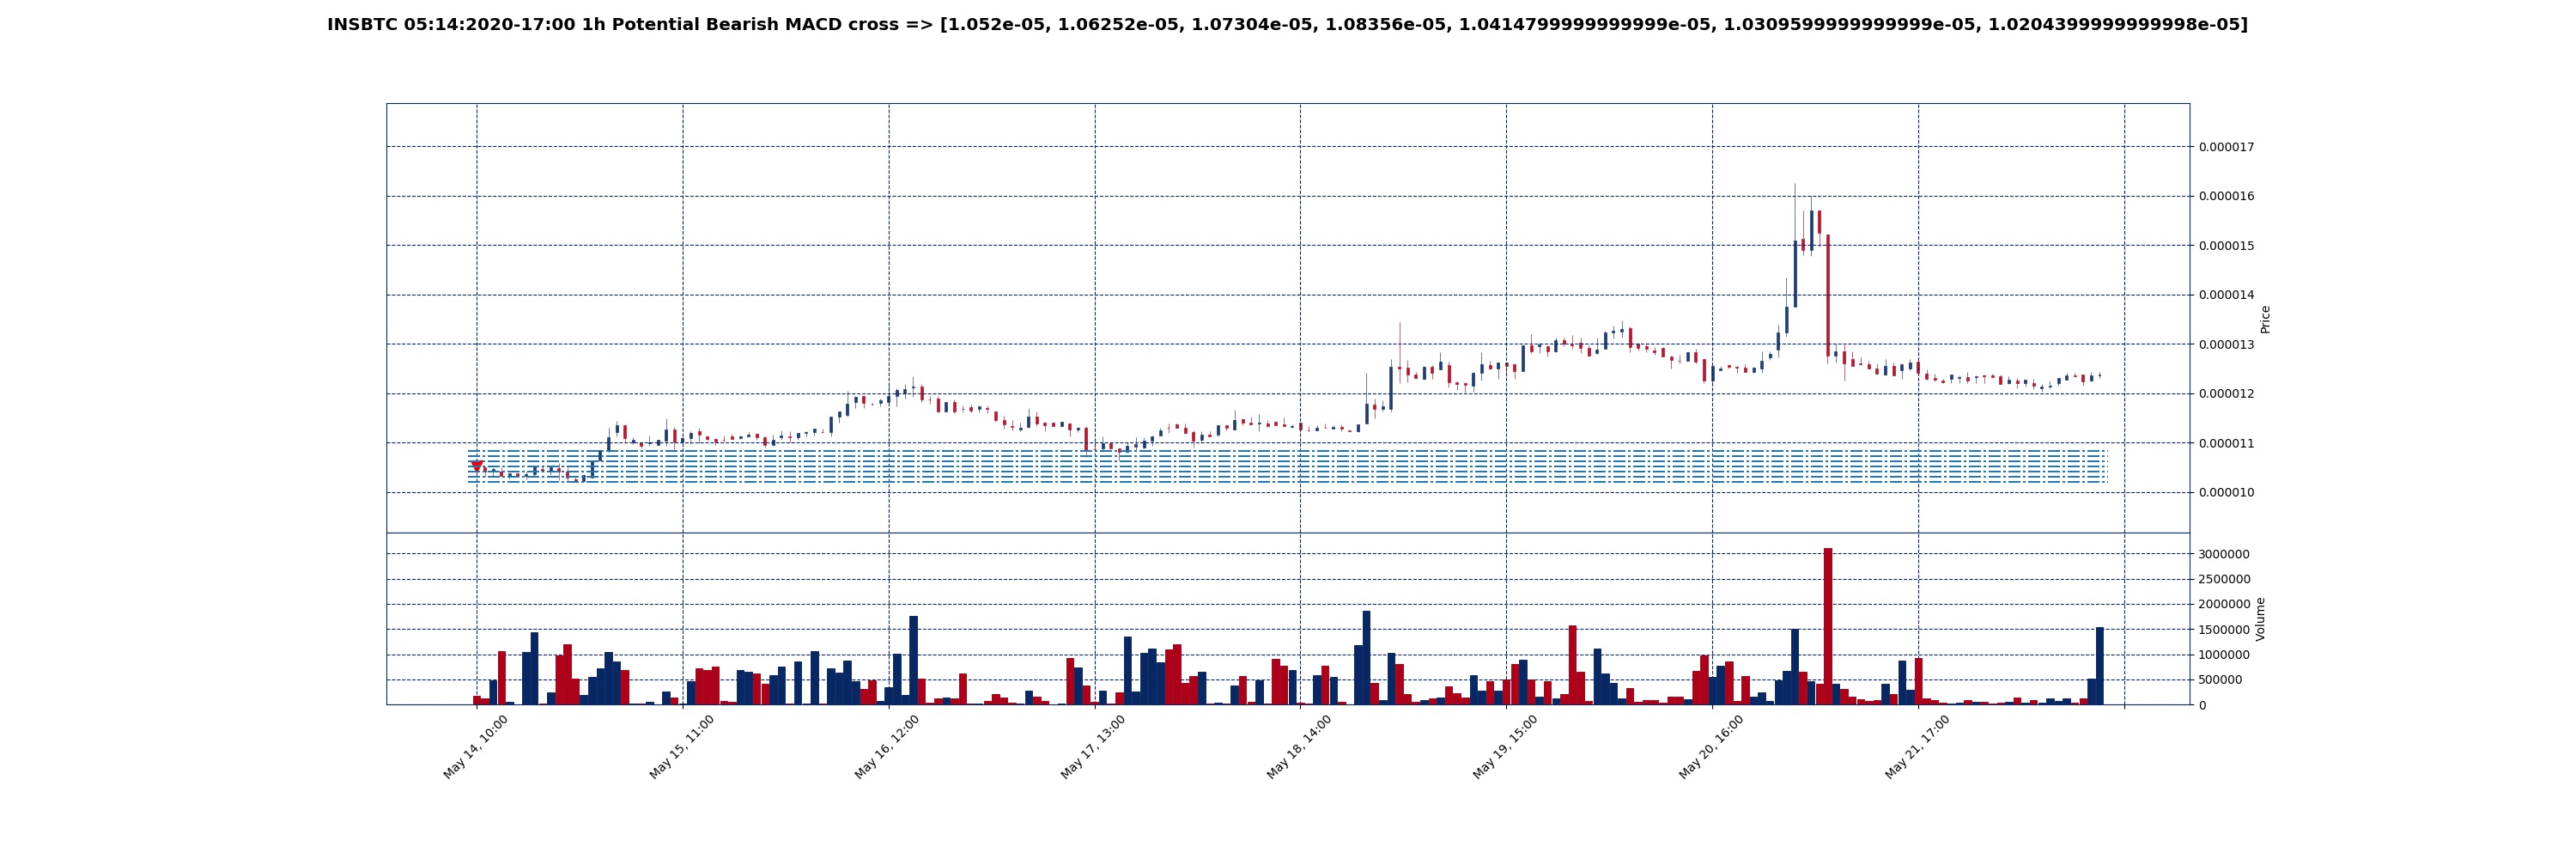 INSBTC 05:14:2020-17:00 1h Potential Bearish MACD cross => [1.052e-05, 1.06252e-05, 1.07304e-05, 1.08356e-05, 1.0414799999999999e-05, 1.0309599999999999e-05, 1.0204399999999998e-05]
0.000017
0.000016
0.000015
0.000014
0.000013
0.000012
0.000011
0.000010
Price
3000000
2500000
2000000
1500000
1000000
500000
0
Volume
May 14, 10:00
May 15, 11:00
May 16, 12:00
May 17, 13:00
May 18, 14:00
May 19, 15:00
May 20, 16:00
May 21, 17:00